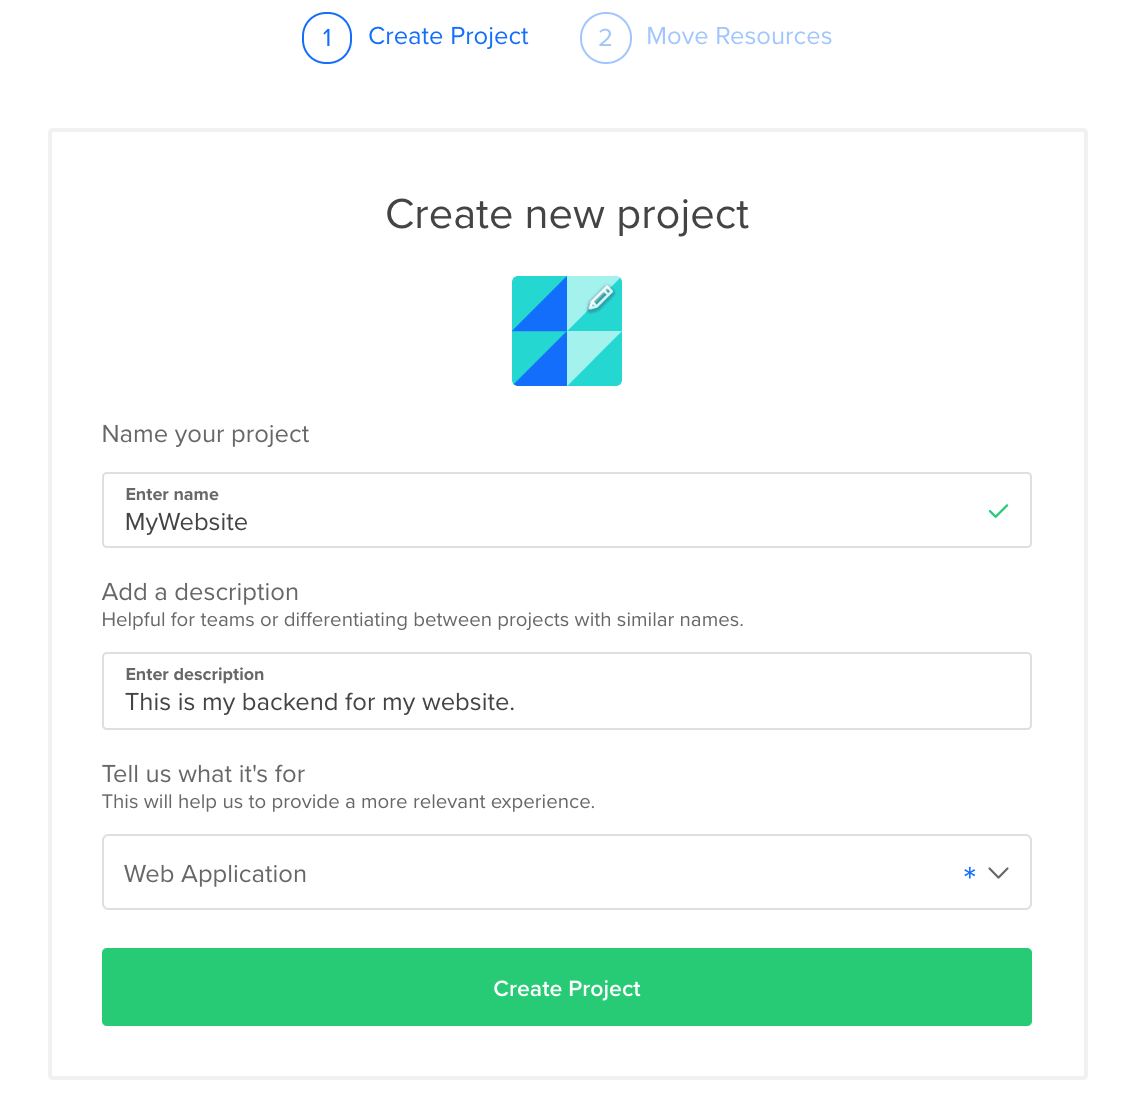 1 Create Project 2 Move Resources
Create new project
Name your project
Enter name
MyWebsite
Add a description
Helpful for teams or differentiating between projects with similar names.
Enter description
This is my backend for my website.
Tell us what it's for
This will help us to provide a more relevant experience.
Web Application *
Create Project